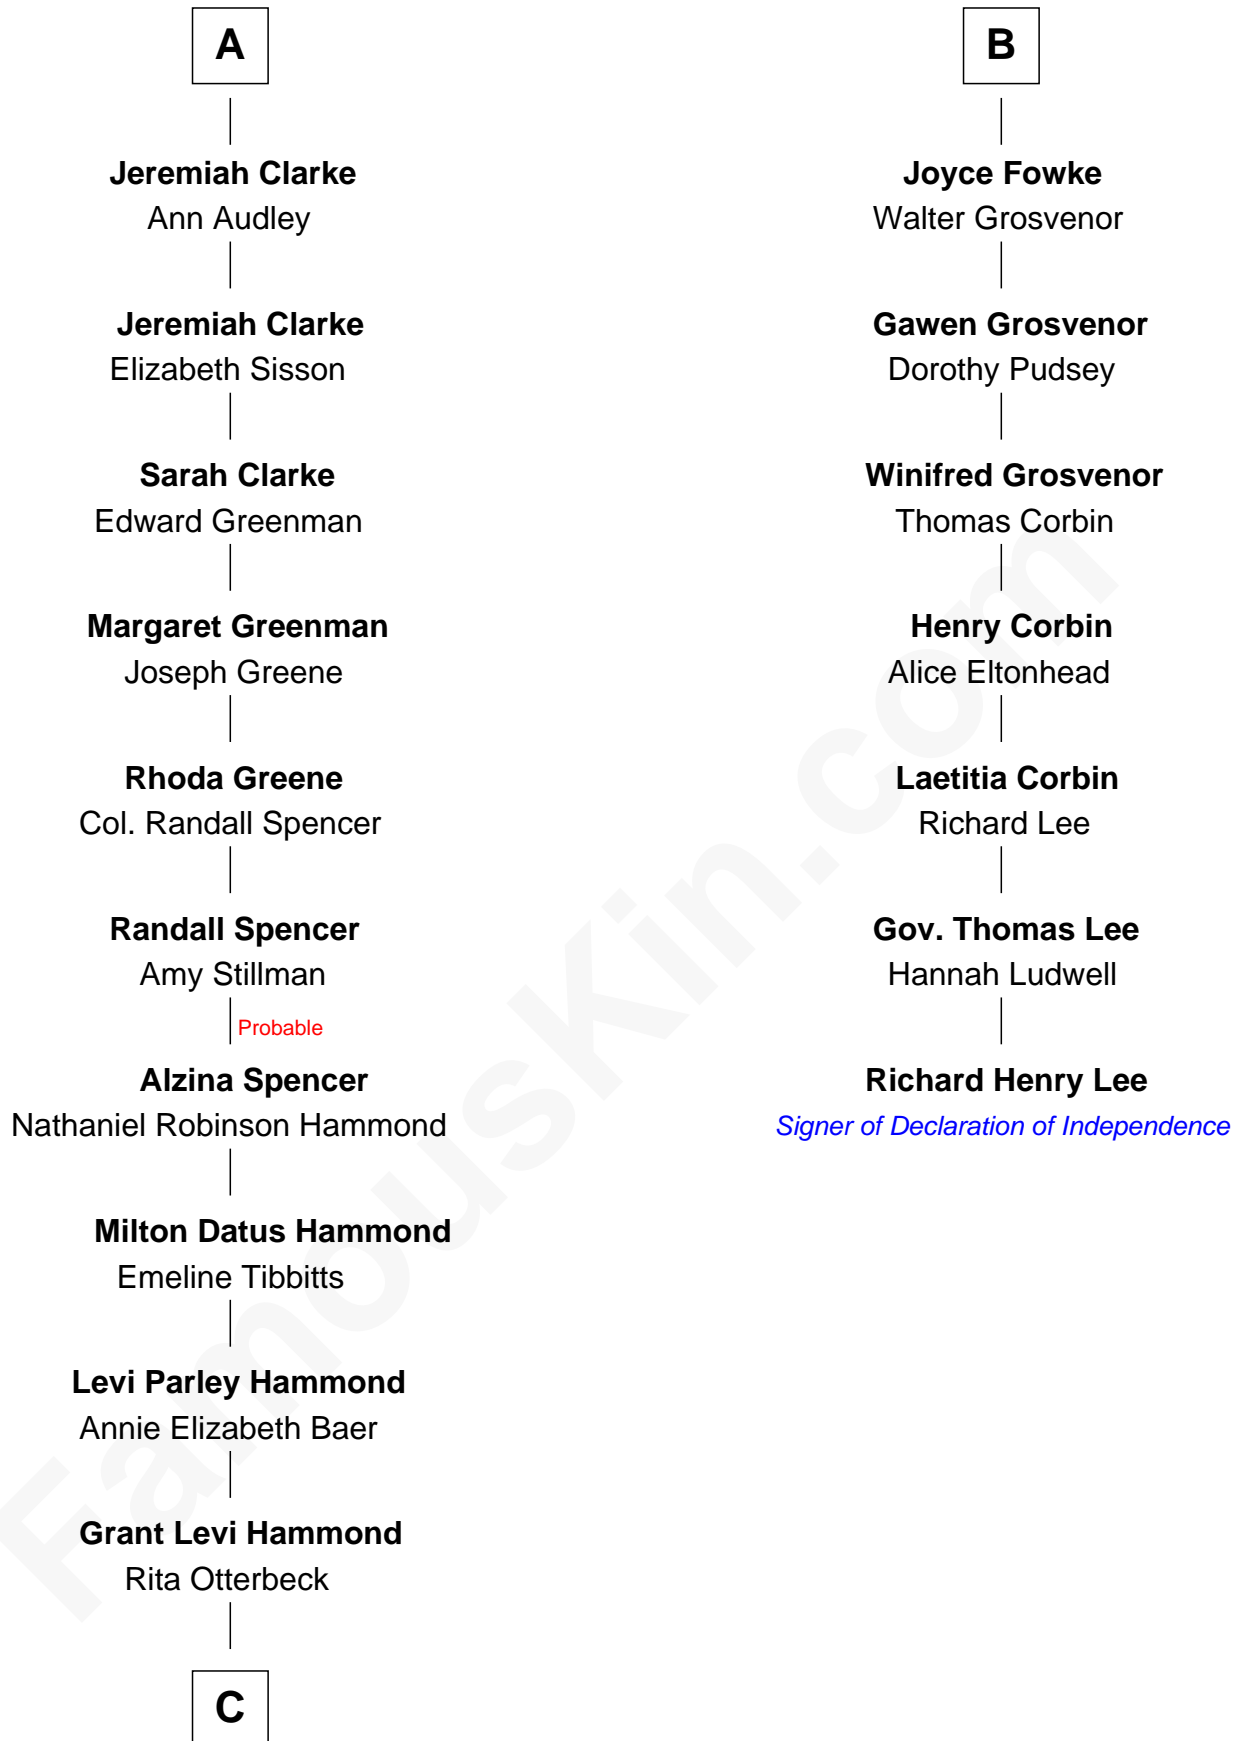 A
Jeremiah Clarke
Ann Audley
Jeremiah Clarke
Elizabeth Sisson
Sarah Clarke
Edward Greenman
Margaret Greenman
Joseph Greene
Rhoda Greene
Col. Randall Spencer
Randall Spencer
Amy Stillman
Probable
Alzina Spencer
Nathaniel Robinson Hammond
Milton Datus Hammond
Emeline Tibbitts
Levi Parley Hammond
Annie Elizabeth Baer
Grant Levi Hammond
Rita Otterbeck
C
B
Joyce Fowke
Walter Grosvenor
Gawen Grosvenor
Dorothy Pudsey
Winifred Grosvenor
Thomas Corbin
Henry Corbin
Alice Eltonhead
Laetitia Corbin
Richard Lee
Gov. Thomas Lee
Hannah Ludwell
Richard Henry Lee
Signer of Declaration of Independence
FamousKin.com